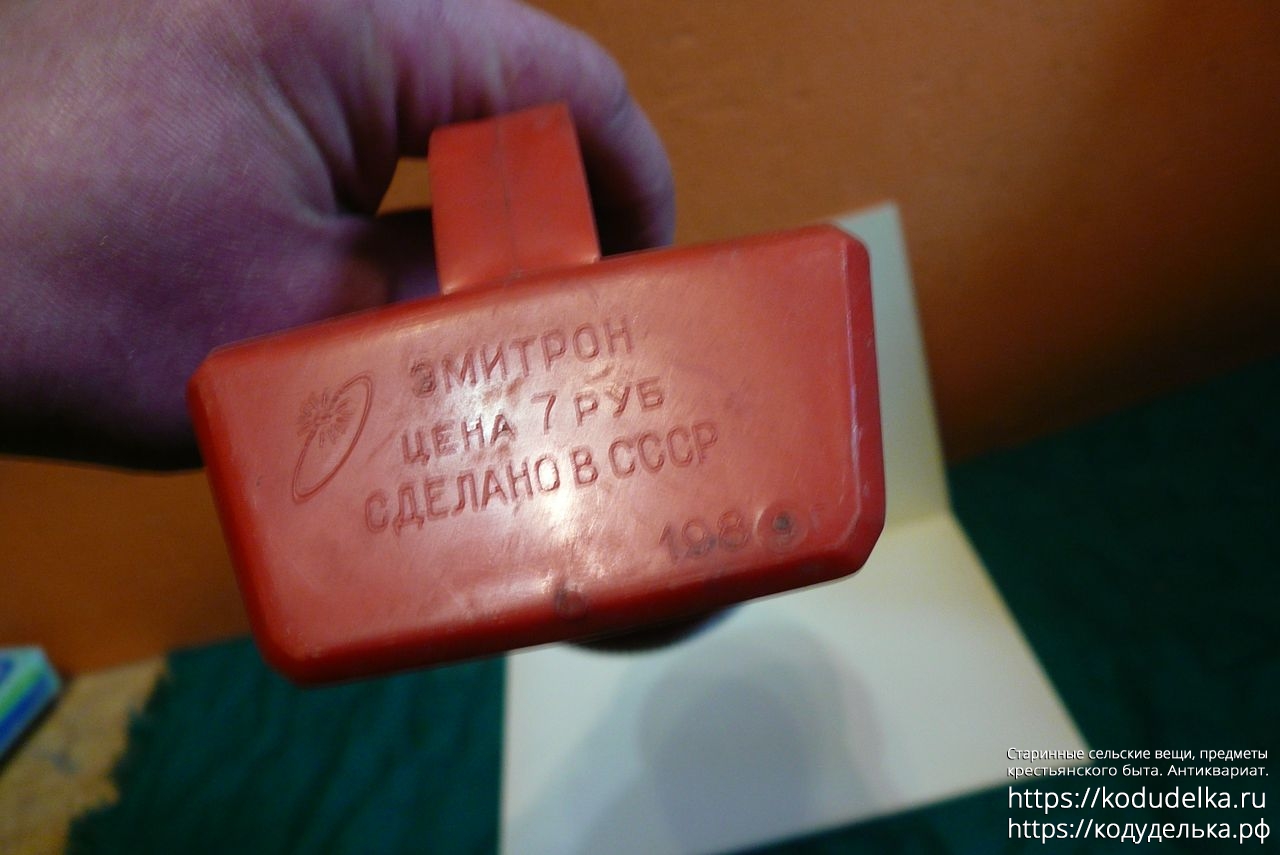 ЭМИТРОН
ЦЕНА 7 РУБ
СДЕЛАНО В СССР
Старинные сельские вещи, предметы
крестьянского быта. Антиквариат.
https://kodudelka.ru
https://кодуделька.рф